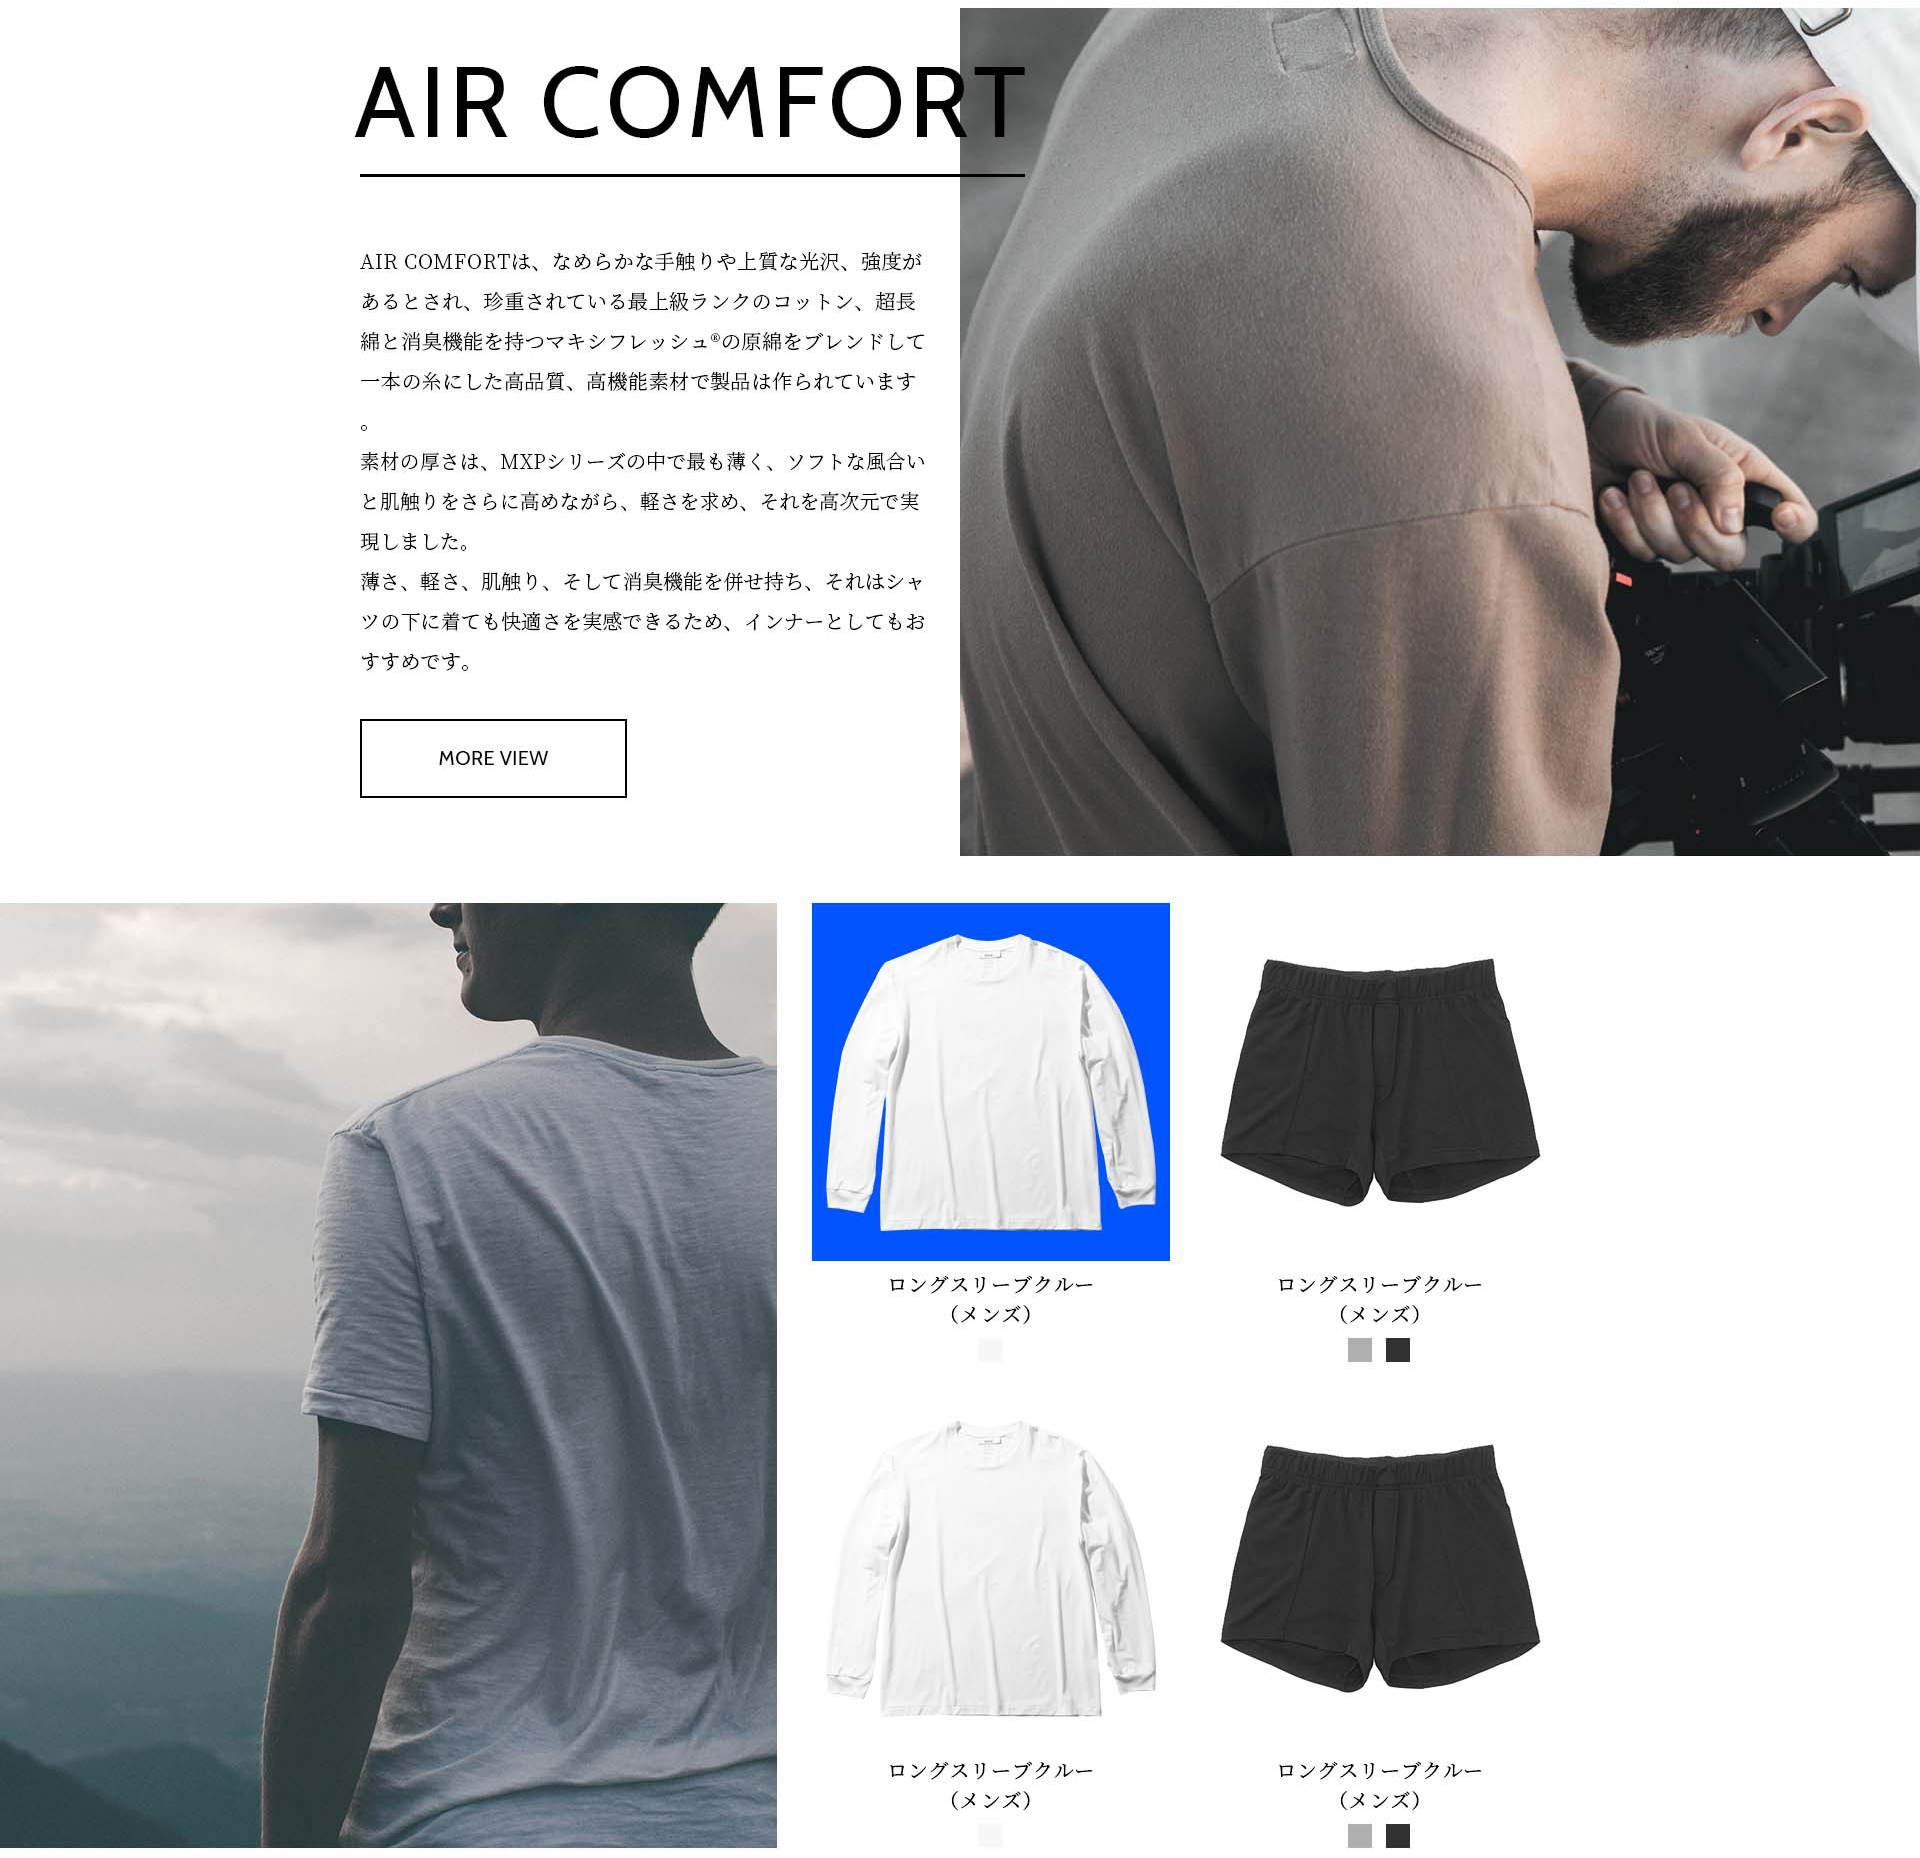 AIR COMFORT
AIR COMFORTは、なめらかな手触りや上質な光沢、強度が
あるとされ、珍重されている最上級ランクのコットン、超長
綿と消臭機能を持つマキシフレッシュ®の原綿をブレンドして
一本の糸にした高品質、高機能素材で製品は作られています
。
素材の厚さは、MXPシリーズの中で最も薄く、ソフトな風合い
と肌触りをさらに高めながら、軽さを求め、それを高次元で実
現しました。
薄さ、軽さ、肌触り、そして消臭機能を併せ持ち、それはシャ
ツの下に着ても快適さを実感できるため、インナーとしてもお
すすめです。
MORE VIEW
ロングスリーブクルー
（メンズ）
ロングスリーブクルー
（メンズ）
ロングスリーブクルー
（メンズ）
ロングスリーブクルー
（メンズ）